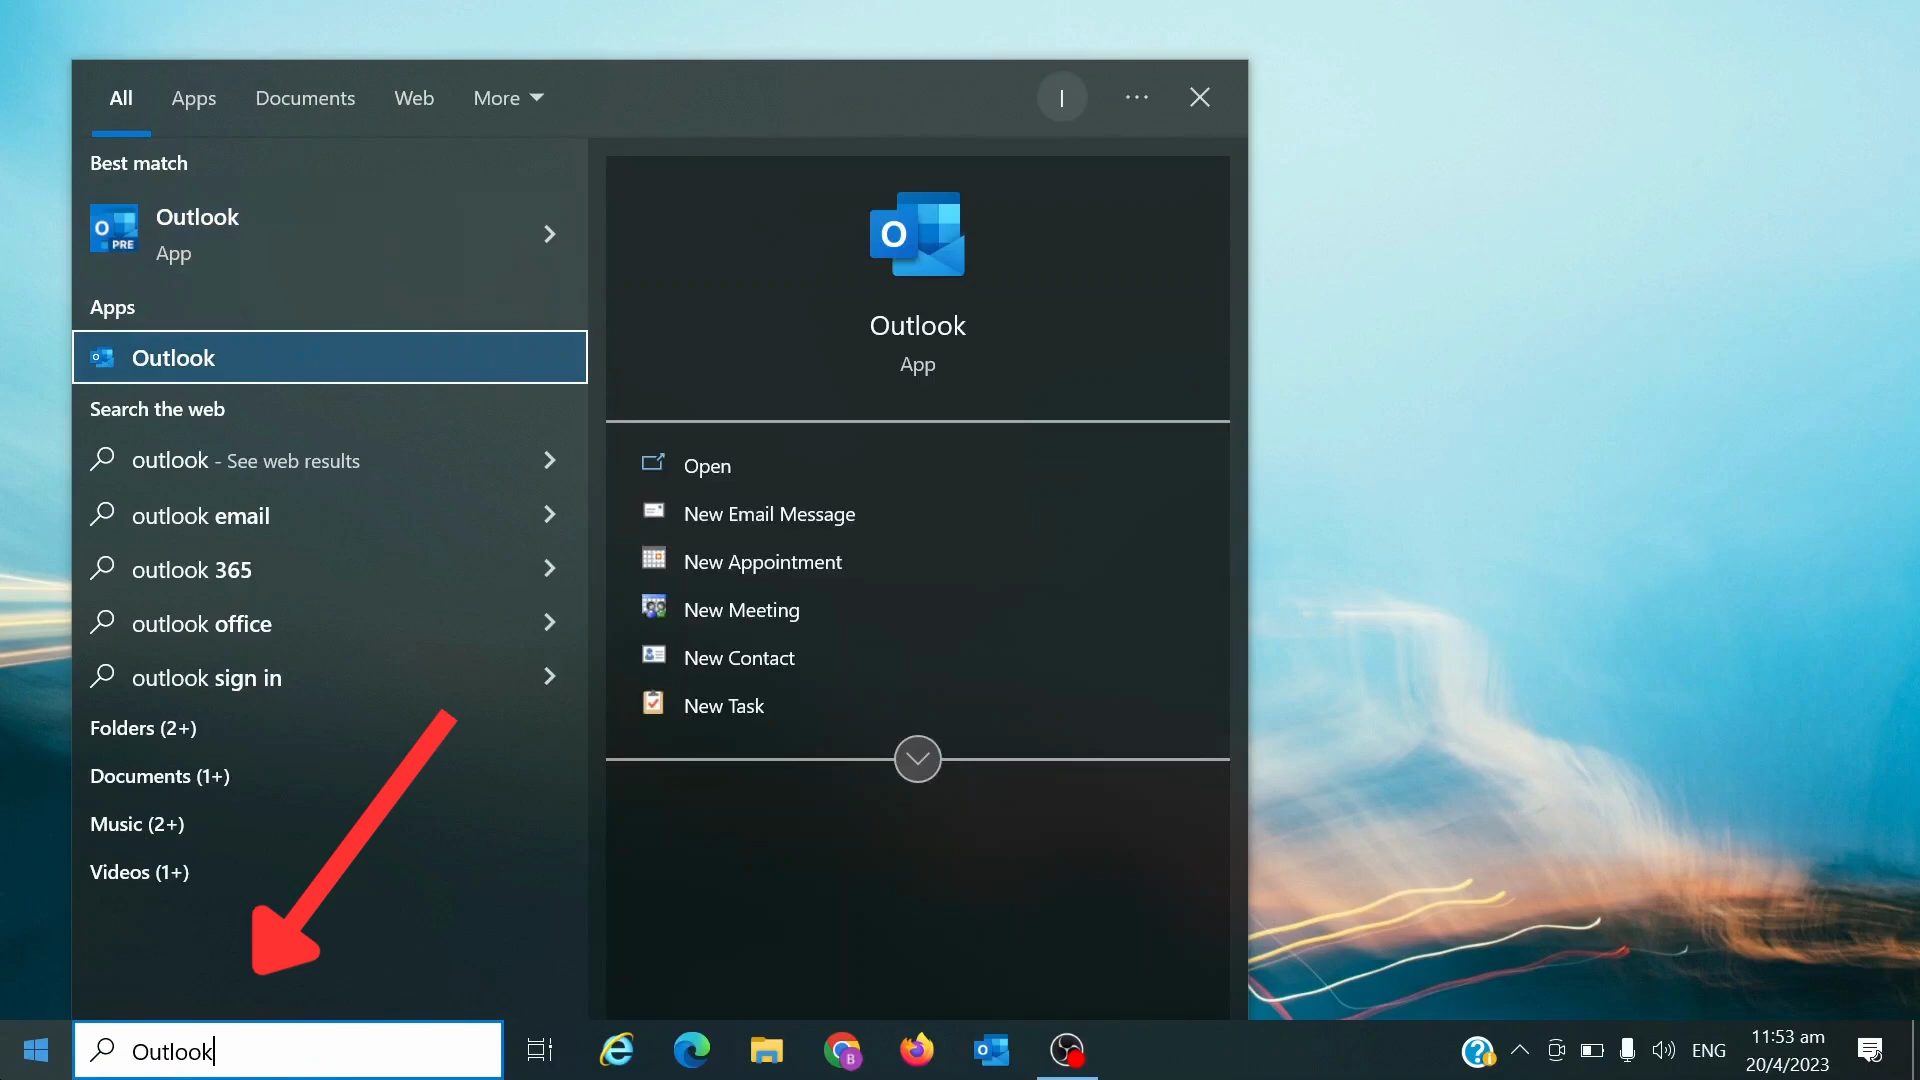 All Apps Documents Web More
I
Best match
O PRE
Outlook
App
Apps
Outlook
Search the web
outlook - See web results
outlook email
outlook 365
outlook office
outlook sign in
Folders (2+)
Documents (1+)
Music (2+)
Videos (1+)
O
Outlook
App
Open
New Email Message
New Appointment
New Meeting
New Contact
New Task
Outlook
B
ENG
11:53 am
20/4/2023